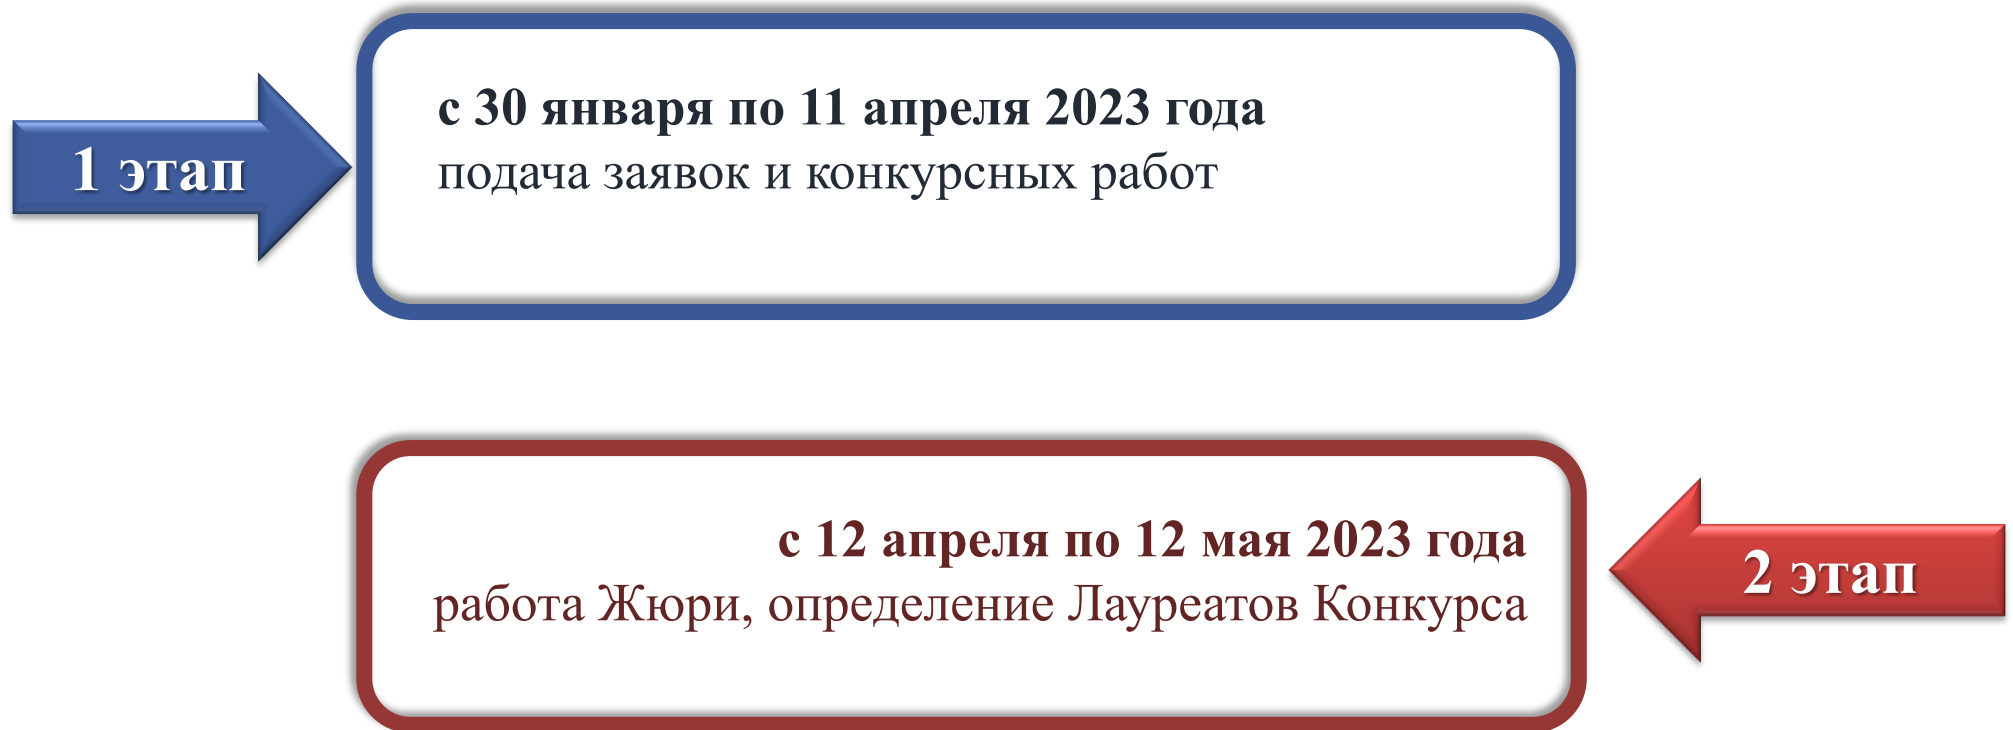 1 этап
с 30 января по 11 апреля 2023 года
подача заявок и конкурсных работ
с 12 апреля по 12 мая 2023 года
работа Жюри, определение Лауреатов Конкурса
2 этап